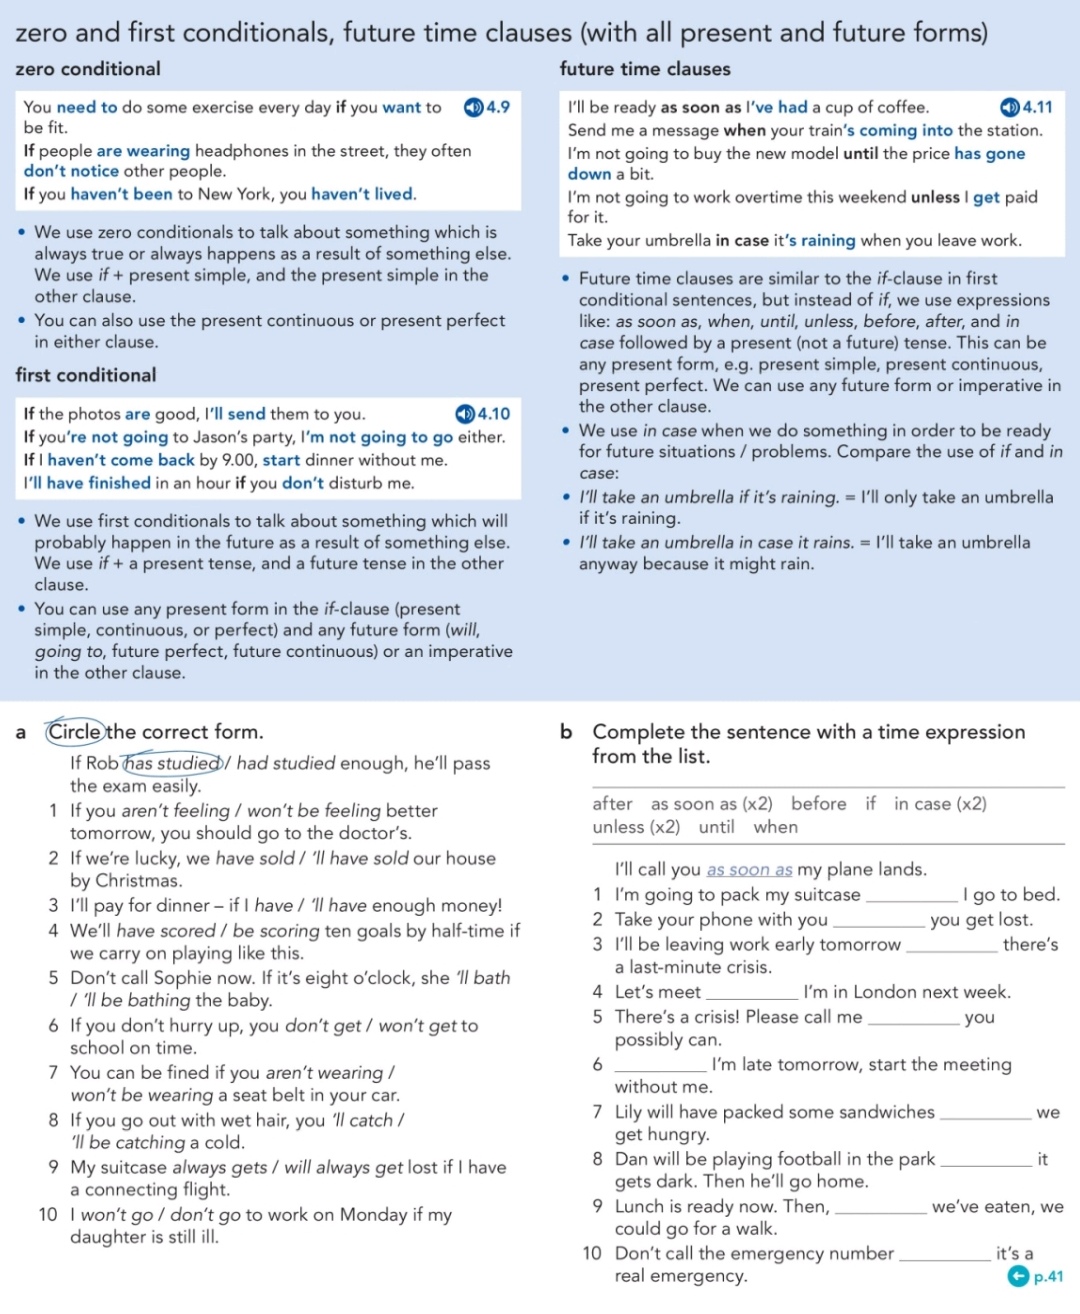 zero and first conditionals, future time clauses (with all present and future forms)
zero conditional
You need to do some exercise every day if you want to 4.9
be fit.
If people are wearing headphones in the street, they often
don't notice other people.
If you haven't been to New York, you haven't lived.
• We use zero conditionals to talk about something which is
always true or always happens as a result of something else.
We use if + present simple, and the present simple in the
other clause.
• You can also use the present continuous or present perfect
in either clause.
first conditional
If the photos are good, I'll send them to you. 4.10
If you're not going to Jason's party, I'm not going to go either.
If I haven't come back by 9.00, start dinner without me.
I'll have finished in an hour if you don't disturb me.
• We use first conditionals to talk about something which will
probably happen in the future as a result of something else.
We use if + a present tense, and a future tense in the other
clause.
• You can use any present form in the if-clause (present
simple, continuous, or perfect) and any future form (will,
going to, future perfect, future continuous) or an imperative
in the other clause.
future time clauses
I'll be ready as soon as I've had a cup of coffee. 4.11
Send me a message when your train's coming into the station.
I'm not going to buy the new model until the price has gone
down a bit.
I'm not going to work overtime this weekend unless I get paid
for it.
Take your umbrella in case it's raining when you leave work.
• Future time clauses are similar to the if-clause in first
conditional sentences, but instead of if, we use expressions
like: as soon as, when, until, unless, before, after, and in
case followed by a present (not a future) tense. This can be
any present form, e.g. present simple, present continuous,
present perfect. We can use any future form or imperative in
the other clause.
• We use in case when we do something in order to be ready
for future situations / problems. Compare the use of if and in
case:
• I'll take an umbrella if it's raining. = I'll only take an umbrella
if it's raining.
• I'll take an umbrella in case it rains. = I'll take an umbrella
anyway because it might rain.
a Circle the correct form.
If Rob has studied / had studied enough, he'll pass
the exam easily.
1 If you aren't feeling / won't be feeling better
tomorrow, you should go to the doctor's.
2 If we're lucky, we have sold / 'll have sold our house
by Christmas.
3 I'll pay for dinner – if I have / 'll have enough money!
4 We'll have scored / be scoring ten goals by half-time if
we carry on playing like this.
5 Don't call Sophie now. If it's eight o'clock, she 'll bath
/ 'll be bathing the baby.
6 If you don't hurry up, you don't get / won't get to
school on time.
7 You can be fined if you aren't wearing /
won't be wearing a seat belt in your car.
8 If you go out with wet hair, you 'll catch /
'll be catching a cold.
9 My suitcase always gets / will always get lost if I have
a connecting flight.
10 I won't go / don't go to work on Monday if my
daughter is still ill.
b Complete the sentence with a time expression
from the list.
after as soon as (x2) before if in case (x2)
unless (x2) until when
I'll call you as soon as my plane lands.
1 I'm going to pack my suitcase __________ I go to bed.
2 Take your phone with you __________ you get lost.
3 I'll be leaving work early tomorrow __________ there's
a last-minute crisis.
4 Let's meet __________ I'm in London next week.
5 There's a crisis! Please call me __________ you
possibly can.
6 __________ I'm late tomorrow, start the meeting
without me.
7 Lily will have packed some sandwiches __________ we
get hungry.
8 Dan will be playing football in the park __________ it
gets dark. Then he'll go home.
9 Lunch is ready now. Then, __________ we've eaten, we
could go for a walk.
10 Don't call the emergency number __________ it's a
real emergency.
p.41